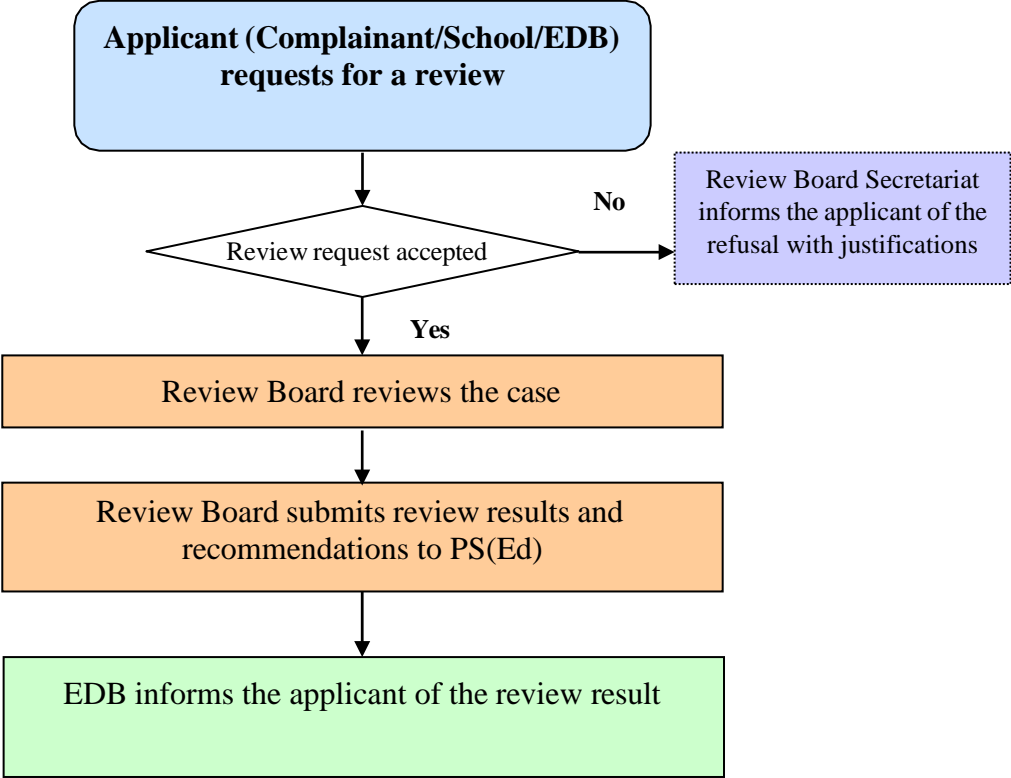 Applicant (Complainant/School/EDB)
requests for a review
Review request accepted
No
Review Board Secretariat
informs the applicant of the
refusal with justifications
Yes
Review Board reviews the case
Review Board submits review results and
recommendations to PS(Ed)
EDB informs the applicant of the review result